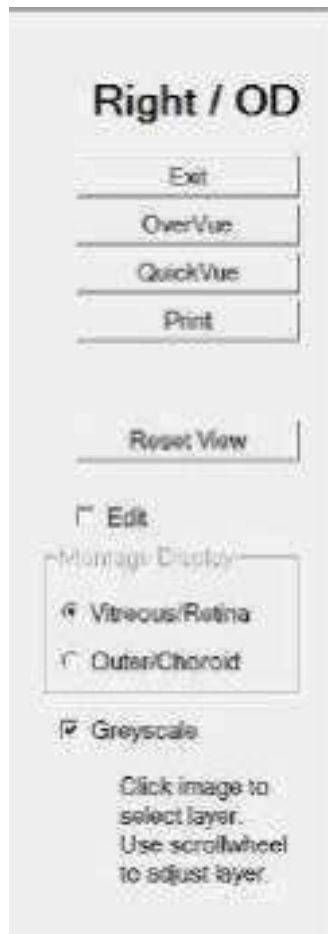 Right / OD
Exit
OverVue
QuickVue
Print
Reset View
Edit
Montage Display
Vitreous/Retina
Outer/Choroid
Greyscale
Click image to
select layer.
Use scrollwheel
to adjust layer.